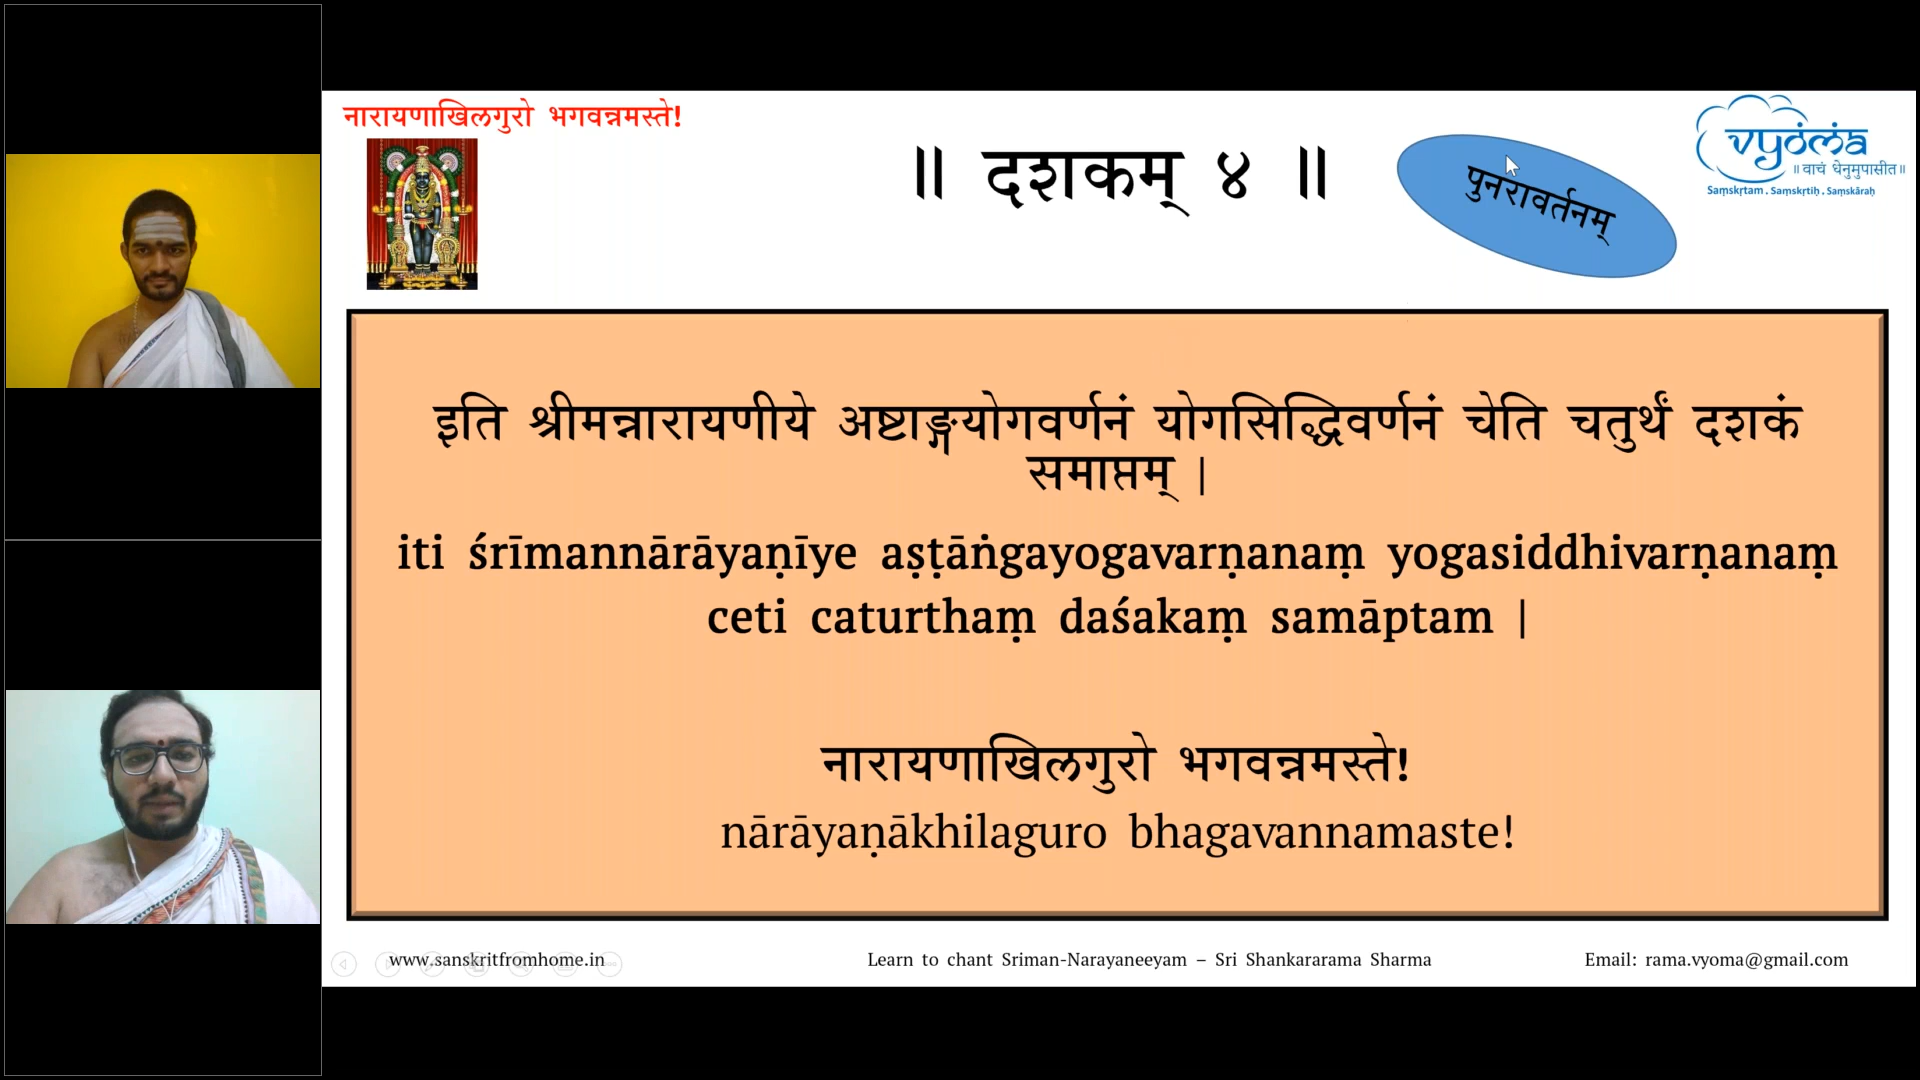 नारायणाखिलगुरो भगवन्नमस्ते!
॥ दशकम् ४ ॥
पुनरावर्तनम्
vyoma
॥ वाचं धेनुमुपासीत ॥
Saṃskṛtam . Saṃskṛtiḥ . Saṃskāraḥ
इति श्रीमन्नारायणीये अष्टाङ्गयोगवर्णनं योगसिद्धिवर्णनं चेति चतुर्थं दशकं
समाप्तम् |
iti śrīmannārāyaṇīye aṣṭāṅgayogavarṇanaṃ yogasiddhivarṇanaṃ
ceti caturthaṃ daśakaṃ samāptam |
नारायणाखिलगुरो भगवन्नमस्ते!
nārāyaṇākhilaguro bhagavannamaste!
www.sanskritfromhome.in
Learn to chant Sriman-Narayaneeyam – Sri Shankararama Sharma
Email: rama.vyoma@gmail.com